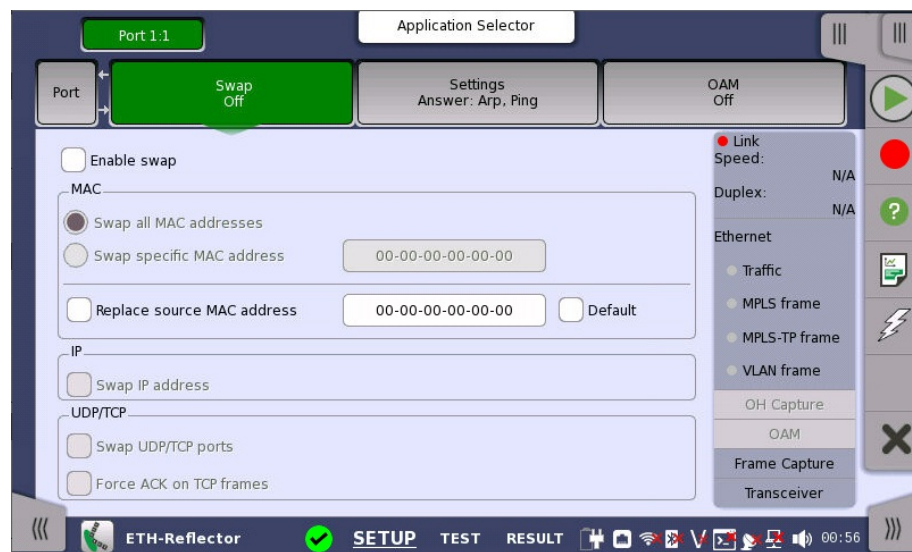 Application Selector
Port 1:1
Port
Swap
Off
Settings
Answer: Arp, Ping
OAM
Off
Enable swap
MAC
Swap all MAC addresses
Swap specific MAC address 00-00-00-00-00-00
Replace source MAC address 00-00-00-00-00-00 Default
IP
Swap IP address
UDP/TCP
Swap UDP/TCP ports
Force ACK on TCP frames
Link
Speed:
N/A
Duplex:
N/A
Ethernet
Traffic
MPLS frame
MPLS-TP frame
VLAN frame
OH Capture
OAM
Frame Capture
Transceiver
ETH-Reflector SETUP TEST RESULT 00:56